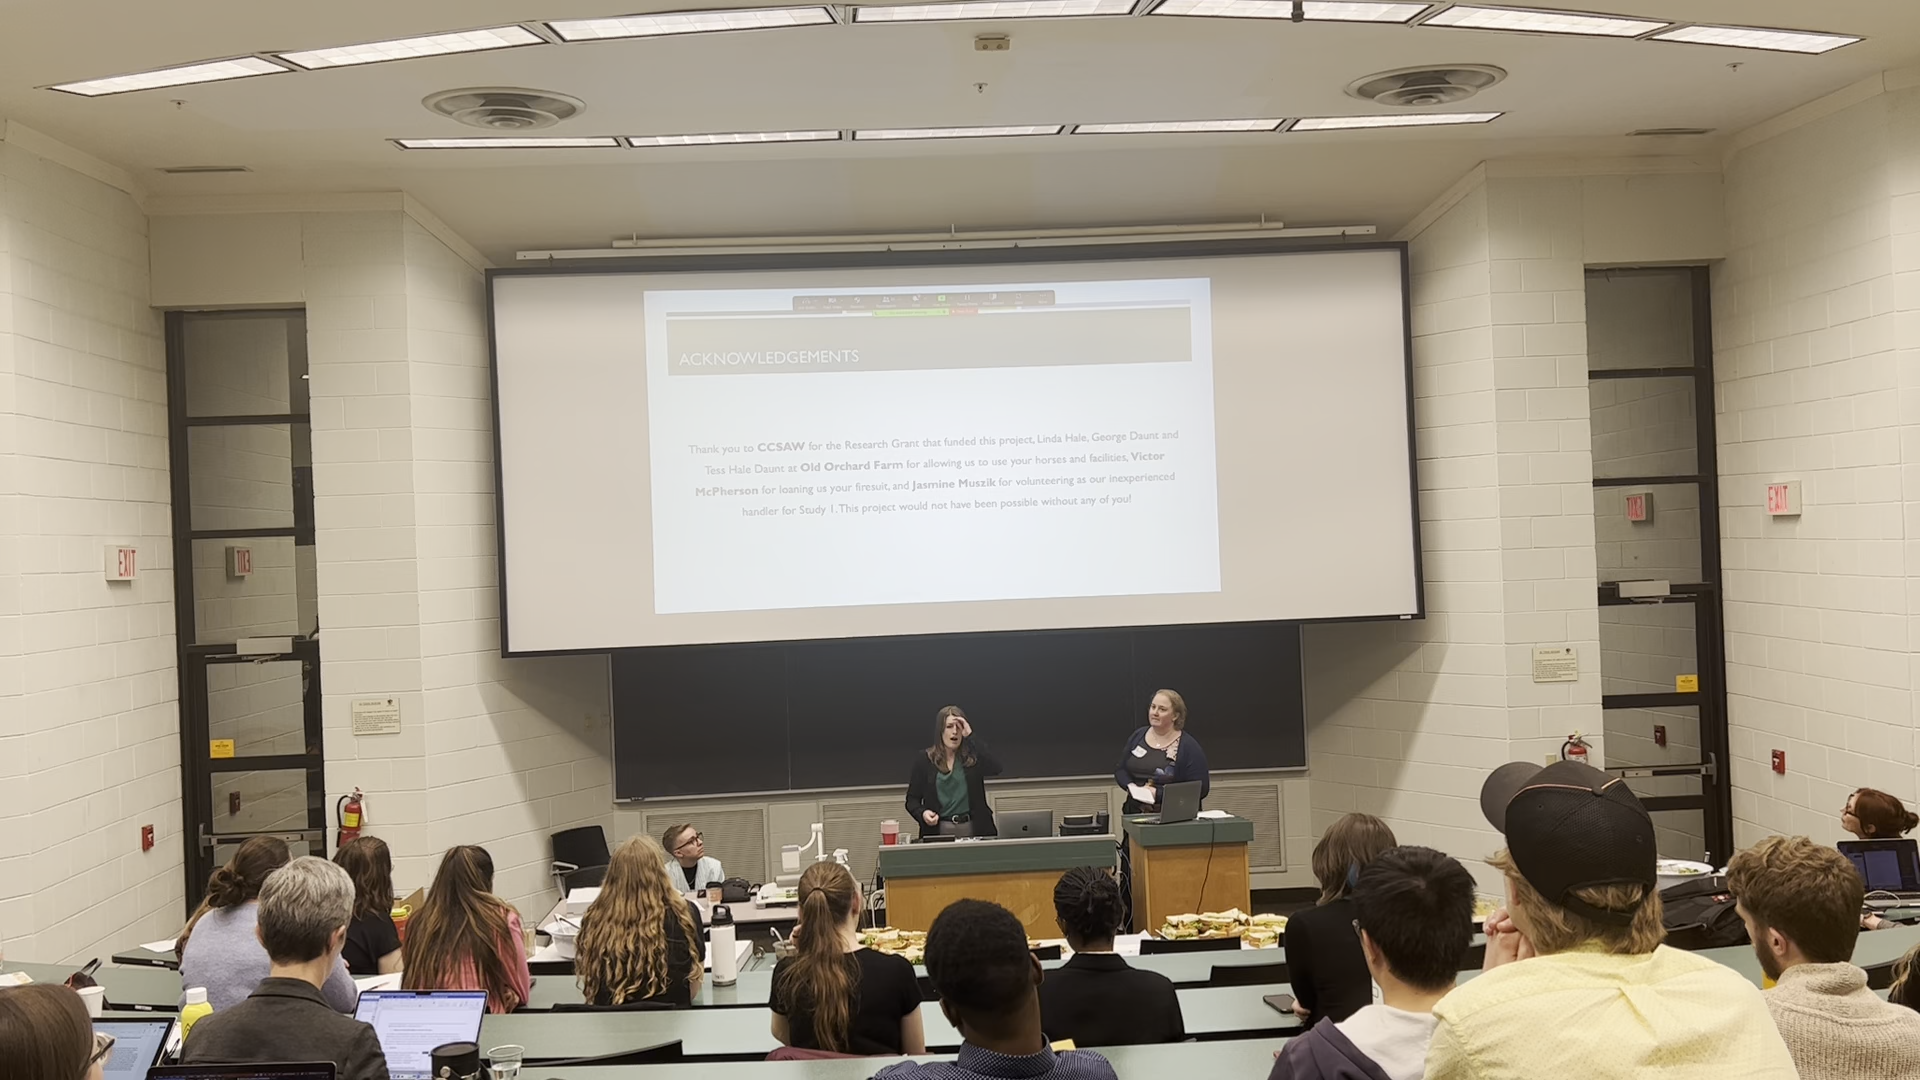 ACKNOWLEDGEMENTS
Thank you to CCSAW for the Research Grant that funded this project, Linda Hale, George Daunt and
Tess Hale Daunt at Old Orchard Farm for allowing us to use your horses and facilities, Victor
McPherson for loaning us your firesuit, and Jasmine Muszik for volunteering as our inexperienced
handler for Study 1. This project would not have been possible without any of you!
EXIT
EXIT
EXIT
EXIT